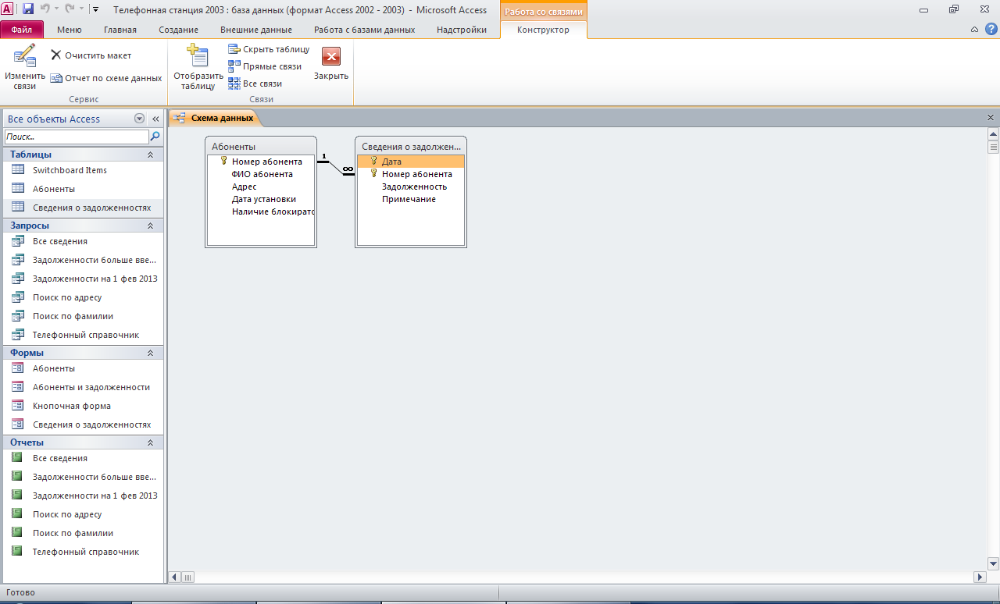 Телефонная станция 2003 : база данных (формат Access 2002 - 2003) - Microsoft Access
Работа со связями
Файл Меню Главная Создание Внешние данные Работа с базами данных Надстройки Конструктор
Изменить связи
Очистить макет
Отчет по схеме данных
Сервис
Отобразить таблицу
Скрыть таблицу
Прямые связи
Все связи
Закрыть
Связи
Все объекты Access
Поиск...
Таблицы
Switchboard Items
Абоненты
Сведения о задолженностях
Запросы
Все сведения
Задолженности больше вве...
Задолженности на 1 фев 2013
Поиск по адресу
Поиск по фамилии
Телефонный справочник
Формы
Абоненты
Абоненты и задолженности
Кнопочная форма
Сведения о задолженностях
Отчеты
Все сведения
Задолженности больше вве...
Задолженности на 1 фев 2013
Поиск по адресу
Поиск по фамилии
Телефонный справочник
Схема данных
Абоненты
Номер абонента
ФИО абонента
Адрес
Дата установки
Наличие блокирато
1
∞
Сведения о задолжен...
Дата
Номер абонента
Задолженность
Примечание
Готово